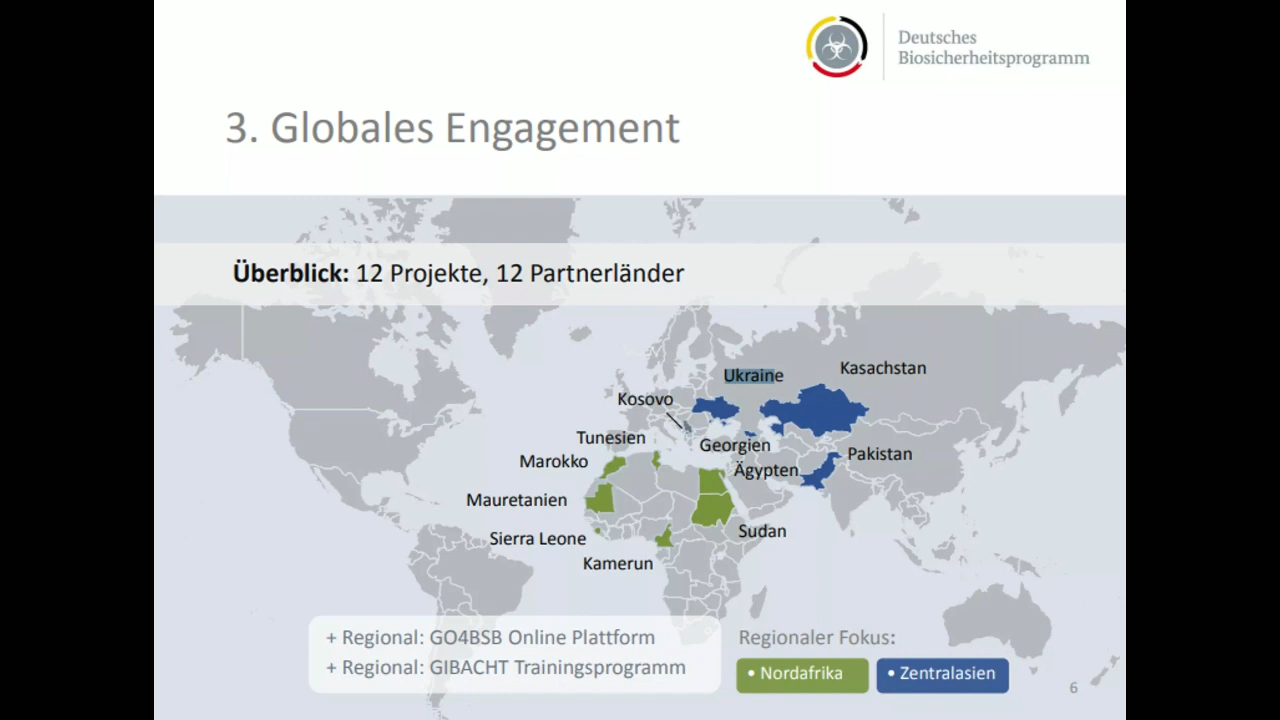 Deutsches
Biosicherheitsprogramm
3. Globales Engagement
Überblick: 12 Projekte, 12 Partnerländer
Kasachstan
Ukraine
Kosovo
Tunesien
Georgien
Pakistan
Marokko
Ägypten
Mauretanien
Sudan
Sierra Leone
Kamerun
+ Regional: GO4BSB Online Plattform
+ Regional: GIBACHT Trainingsprogramm
Regionaler Fokus:
• Nordafrika
• Zentralasien
6